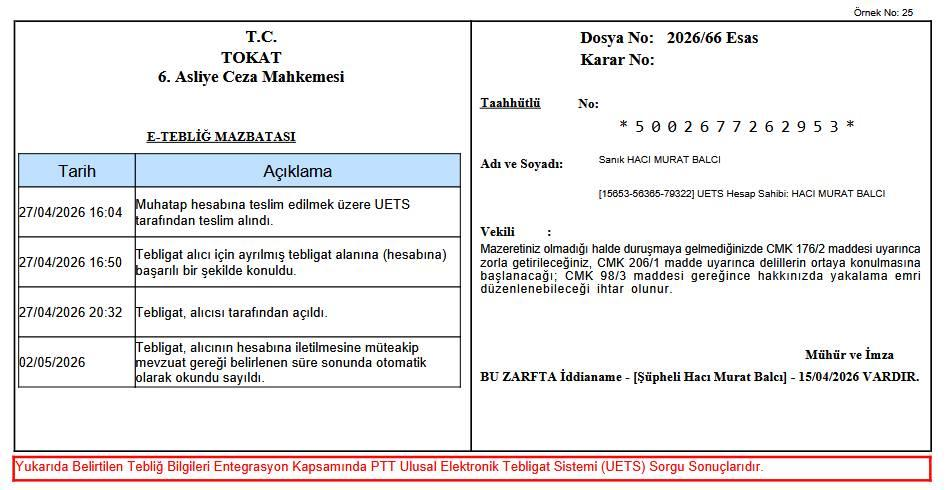 Örnek No: 25
T.C.
TOKAT
6. Asliye Ceza Mahkemesi
E-TEBLİĞ MAZBATASI
Tarih Açıklama
27/04/2026 16:04 Muhatap hesabına teslim edilmek üzere UETS
tarafından teslim alındı.
27/04/2026 16:50 Tebligat alıcı için ayrılmış tebligat alanına (hesabına)
başarılı bir şekilde konuldu.
27/04/2026 20:32 Tebligat, alıcısı tarafından açıldı.
02/05/2026 Tebligat, alıcının hesabına iletilmesine müteakip
mevzuat gereği belirlenen süre sonunda otomatik
olarak okundu sayıldı.
Dosya No: 2026/66 Esas
Karar No:
Taahhütlü No:
*5002677262953*
Adı ve Soyadı: Sanık HACI MURAT BALCI
[15653-56365-79322] UETS Hesap Sahibi: HACI MURAT BALCI
Vekili :
Mazeretiniz olmadığı halde duruşmaya gelmediğinizde CMK 176/2 maddesi uyarınca
zorla getirileceğiniz, CMK 206/1 madde uyarınca delillerin ortaya konulmasına
başlanacağı; CMK 98/3 maddesi gereğince hakkınızda yakalama emri
düzenlenebileceği ihtar olunur.
Mühür ve İmza
BU ZARFTA İddianame - [Şüpheli Hacı Murat Balcı] - 15/04/2026 VARDIR.
Yukarıda Belirtilen Tebliğ Bilgileri Entegrasyon Kapsamında PTT Ulusal Elektronik Tebligat Sistemi (UETS) Sorgu Sonuçlarıdır.